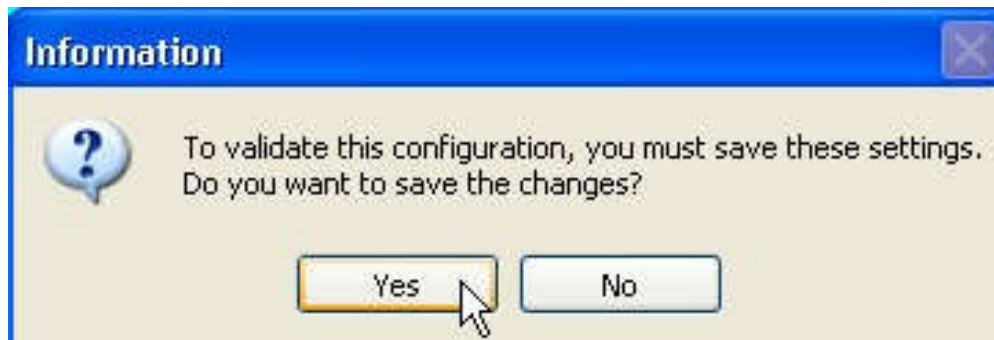 Information
To validate this configuration, you must save these settings.
Do you want to save the changes?
Yes
No